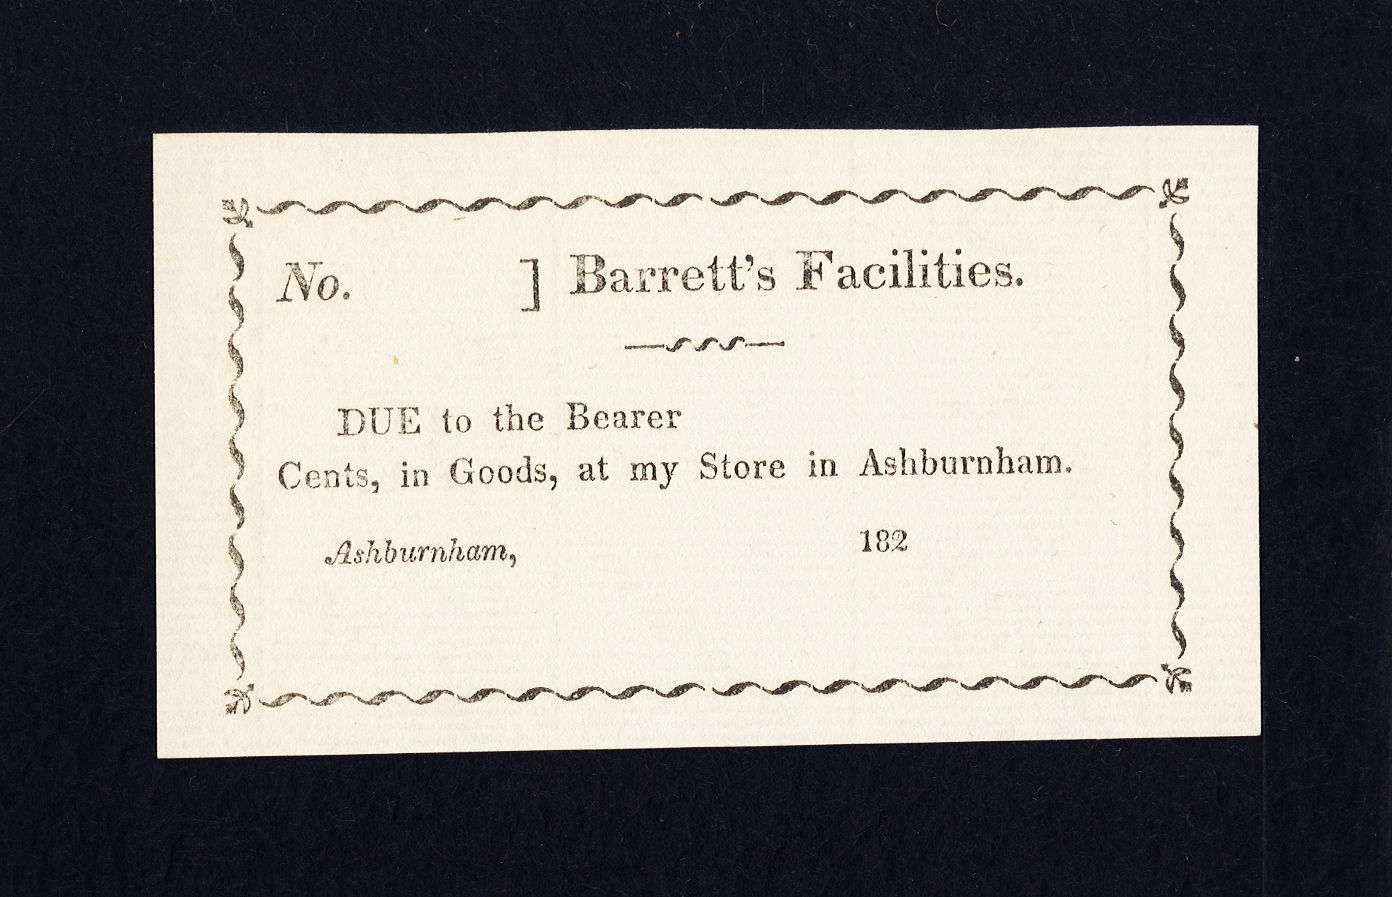 No. ] Barrett's Facilities.
DUE to the Bearer
Cents, in Goods, at my Store in Ashburnham.
Ashburnham, 182